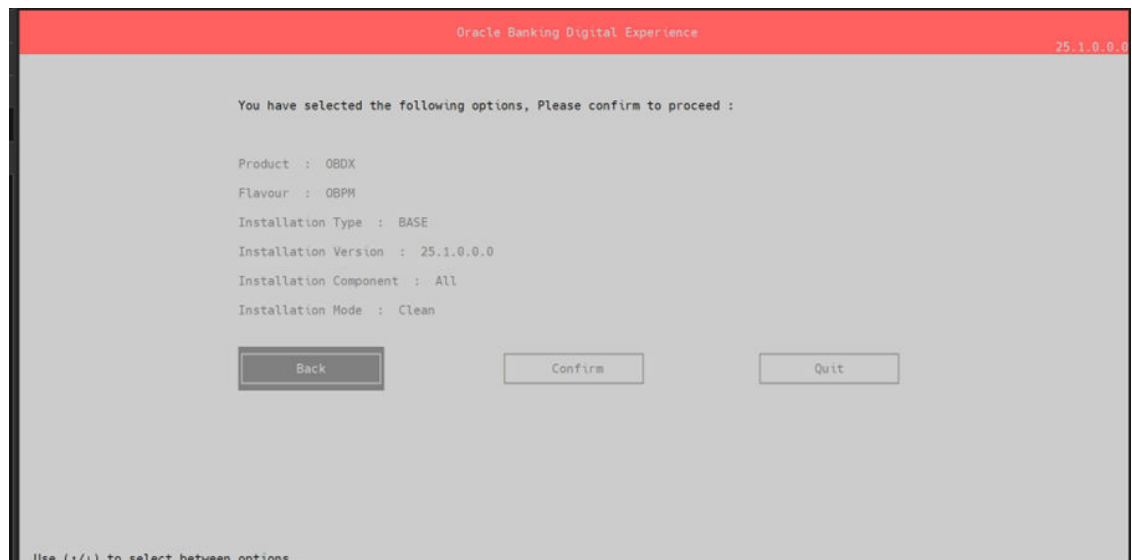 Oracle Banking Digital Experience
25.1.0.0.0
You have selected the following options, Please confirm to proceed :
Product : OBDX
Flavour : OBPM
Installation Type : BASE
Installation Version : 25.1.0.0.0
Installation Component : All
Installation Mode : Clean
Back Confirm Quit
to select between options